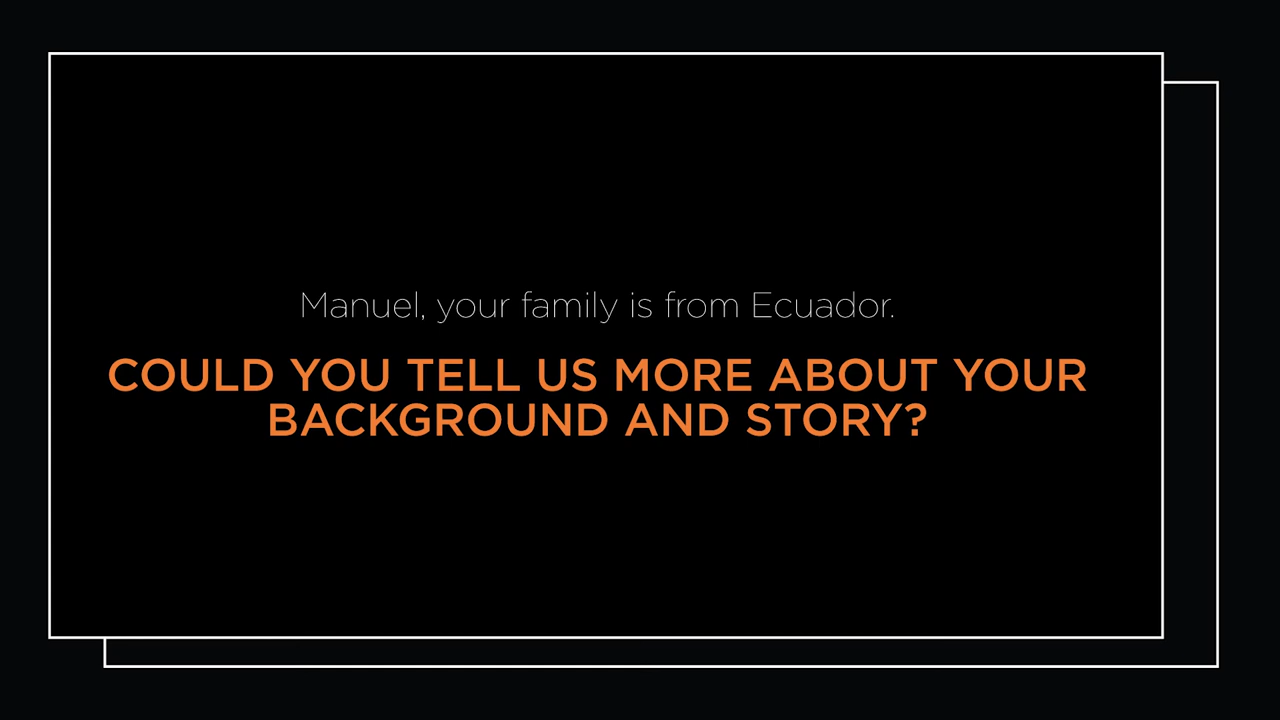 Manuel, your family is from Ecuador.
COULD YOU TELL US MORE ABOUT YOUR
BACKGROUND AND STORY?